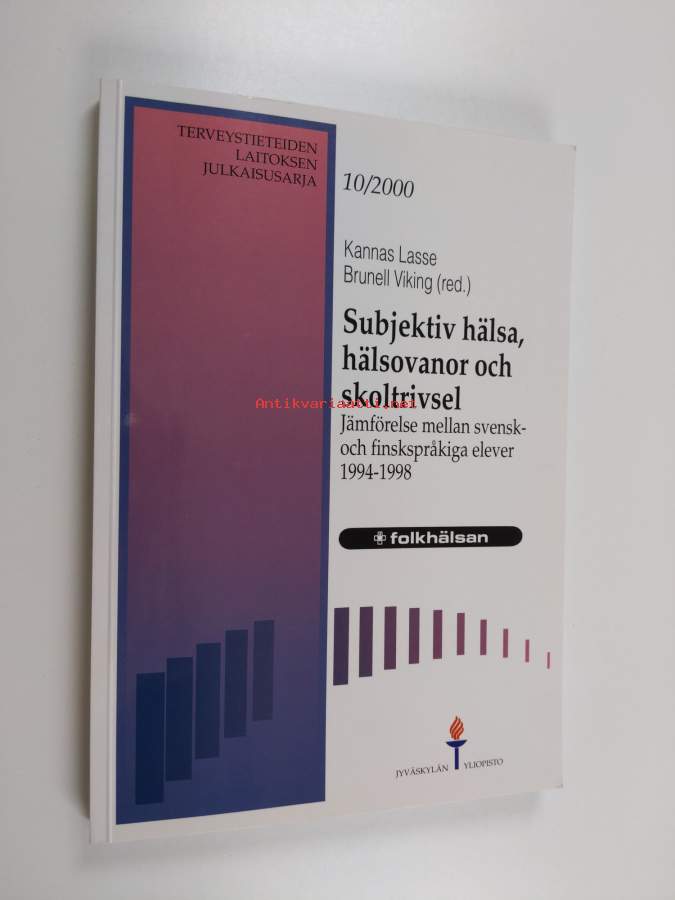 TERVEYSTIETEIDEN
LAITOKSEN
JULKAISUSARJA
10/2000
Kannas Lasse
Brunell Viking (red.)
Subjektiv hälsa,
hälsovanor och
skoltrivsel
Antikvariaatti.net
Jämförelse mellan svensk-
och finskspråkiga elever
1994-1998
folkhälsan
JYVÄSKYLÄN YLIOPISTO